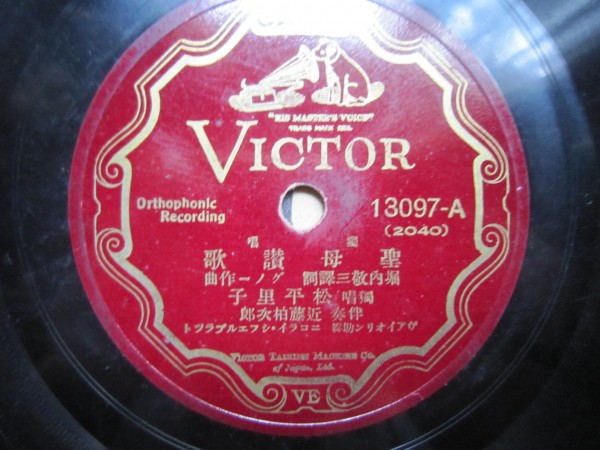 "HIS MASTER'S VOICE"
TRADE MARK REG.
VICTOR
Orthophonic
Recording
13097-A
(2040)
獨唱
聖母讃歌
堀内敬三譯詞 グノー作曲
獨唱 松平里子
伴奏 近藤柏次郎
ヴアイオリン助奏 ニコライ・シフエルブラツト
VICTOR TALKING MACHINE CO.
of Japan, Ltd.
VE